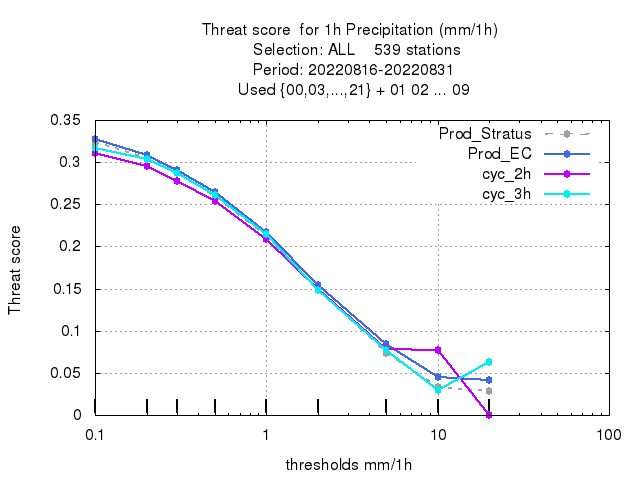 Threat score  for 1h Precipitation (mm/1h)
Selection: ALL    539 stations
Period: 20220816-20220831
Used {00,03,...,21} + 01 02 ... 09
Prod_Stratus
Prod_EC
cyc_2h
cyc_3h
0.35
0.3
0.25
0.2
0.15
0.1
0.05
0
Threat score
0.1 1 10 100
thresholds mm/1h